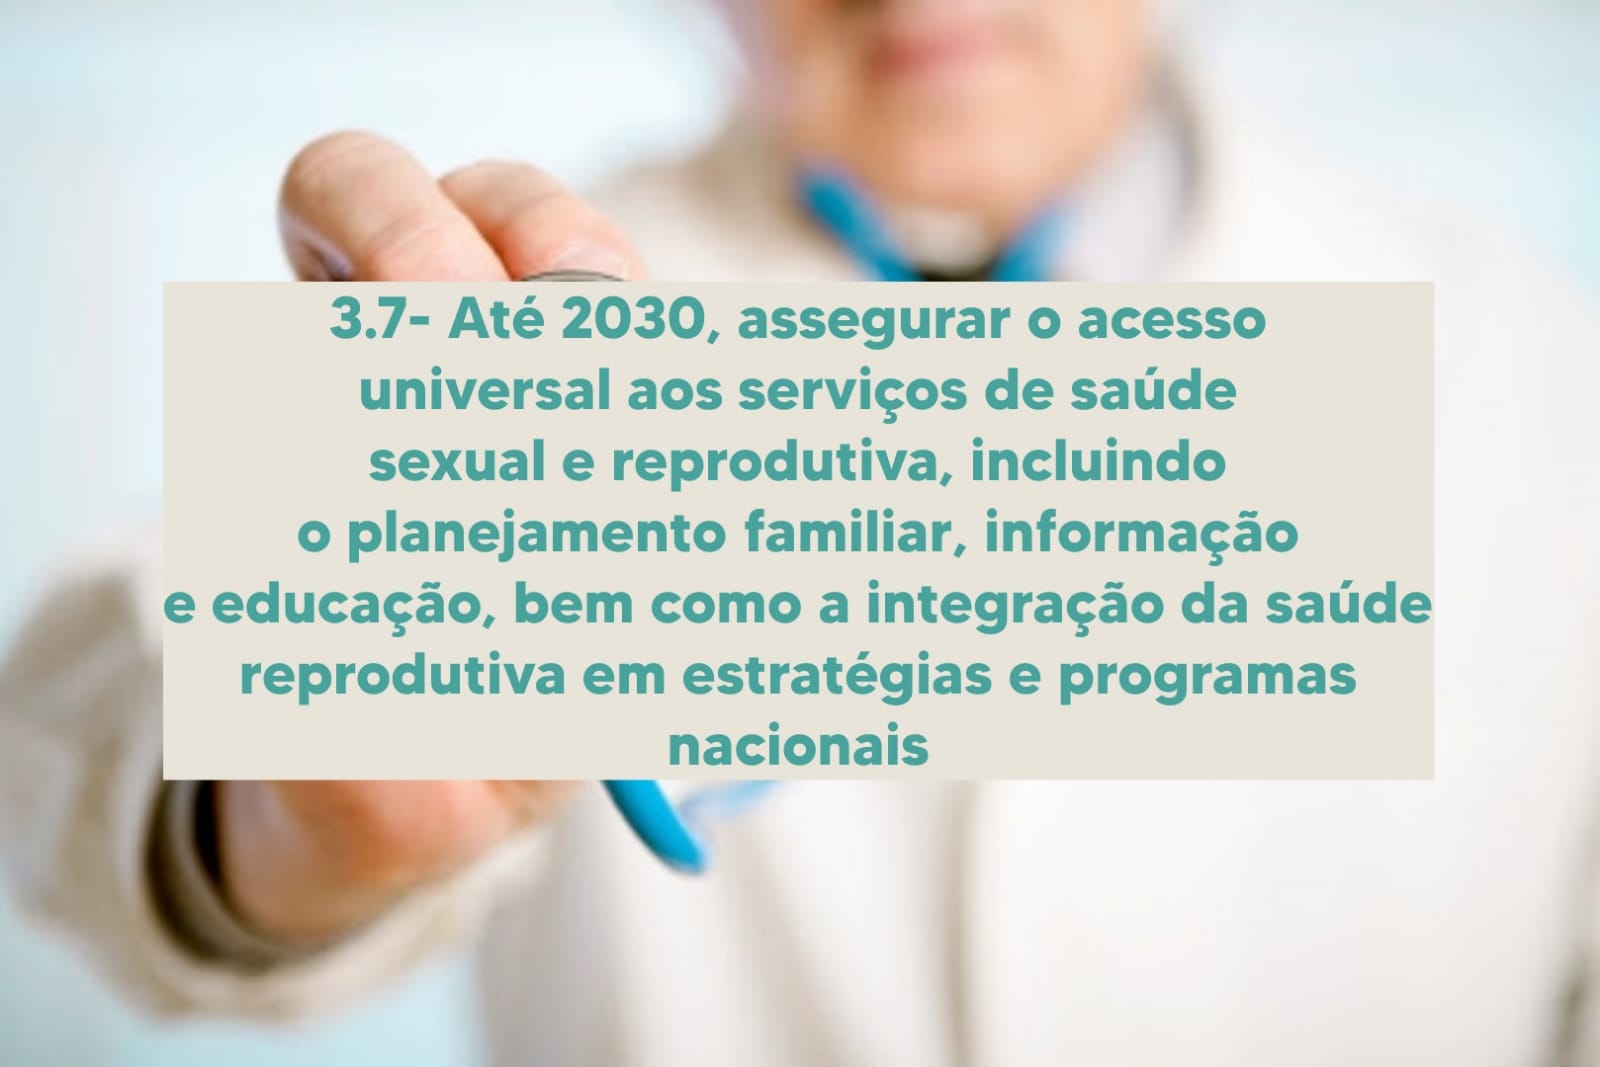 3.7- Até 2030, assegurar o acesso
universal aos serviços de saúde
sexual e reprodutiva, incluindo
o planejamento familiar, informação
e educação, bem como a integração da saúde
reprodutiva em estratégias e programas
nacionais